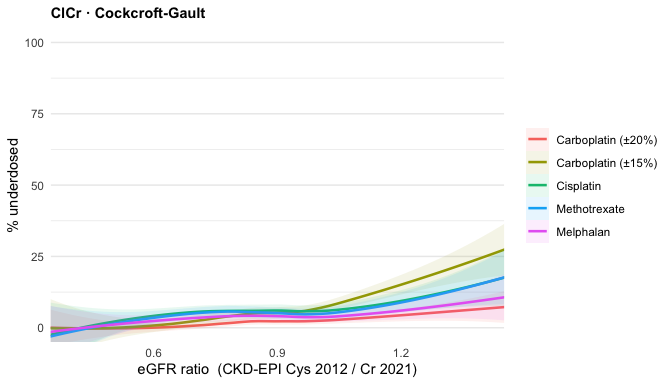 ClCr · Cockcroft-Gault
100
75
50
25
0
% underdosed
0.6
0.9
1.2
eGFR ratio  (CKD-EPI Cys 2012 / Cr 2021)
Carboplatin (±20%)
Carboplatin (±15%)
Cisplatin
Methotrexate
Melphalan